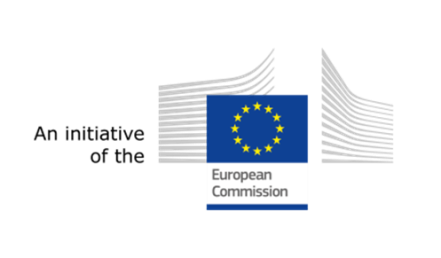 An initiative
of the
European
Commission